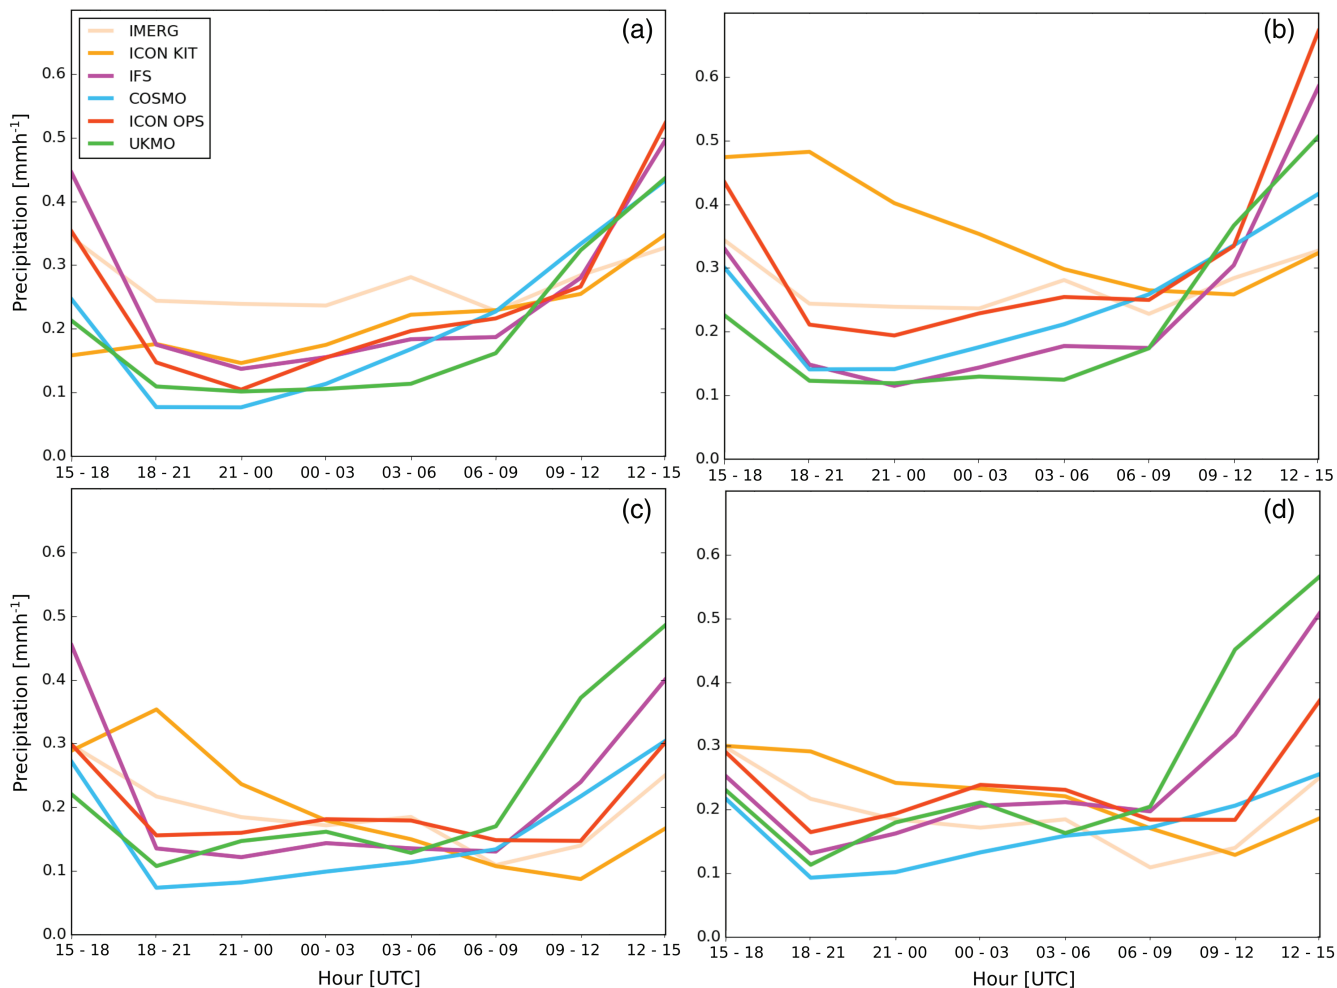 (a)
IMERG
ICON KIT
IFS
COSMO
ICON OPS
UKMO
Precipitation [mmh-1]
0.6
0.5
0.4
0.3
0.2
0.1
0.0
15 - 18 18 - 21 21 - 00 00 - 03 03 - 06 06 - 09 09 - 12 12 - 15
(b)
0.6
0.5
0.4
0.3
0.2
0.1
0.0
15 - 18 18 - 21 21 - 00 00 - 03 03 - 06 06 - 09 09 - 12 12 - 15
(c)
Precipitation [mmh-1]
0.6
0.5
0.4
0.3
0.2
0.1
0.0
15 - 18 18 - 21 21 - 00 00 - 03 03 - 06 06 - 09 09 - 12 12 - 15
Hour [UTC]
(d)
0.6
0.5
0.4
0.3
0.2
0.1
0.0
15 - 18 18 - 21 21 - 00 00 - 03 03 - 06 06 - 09 09 - 12 12 - 15
Hour [UTC]